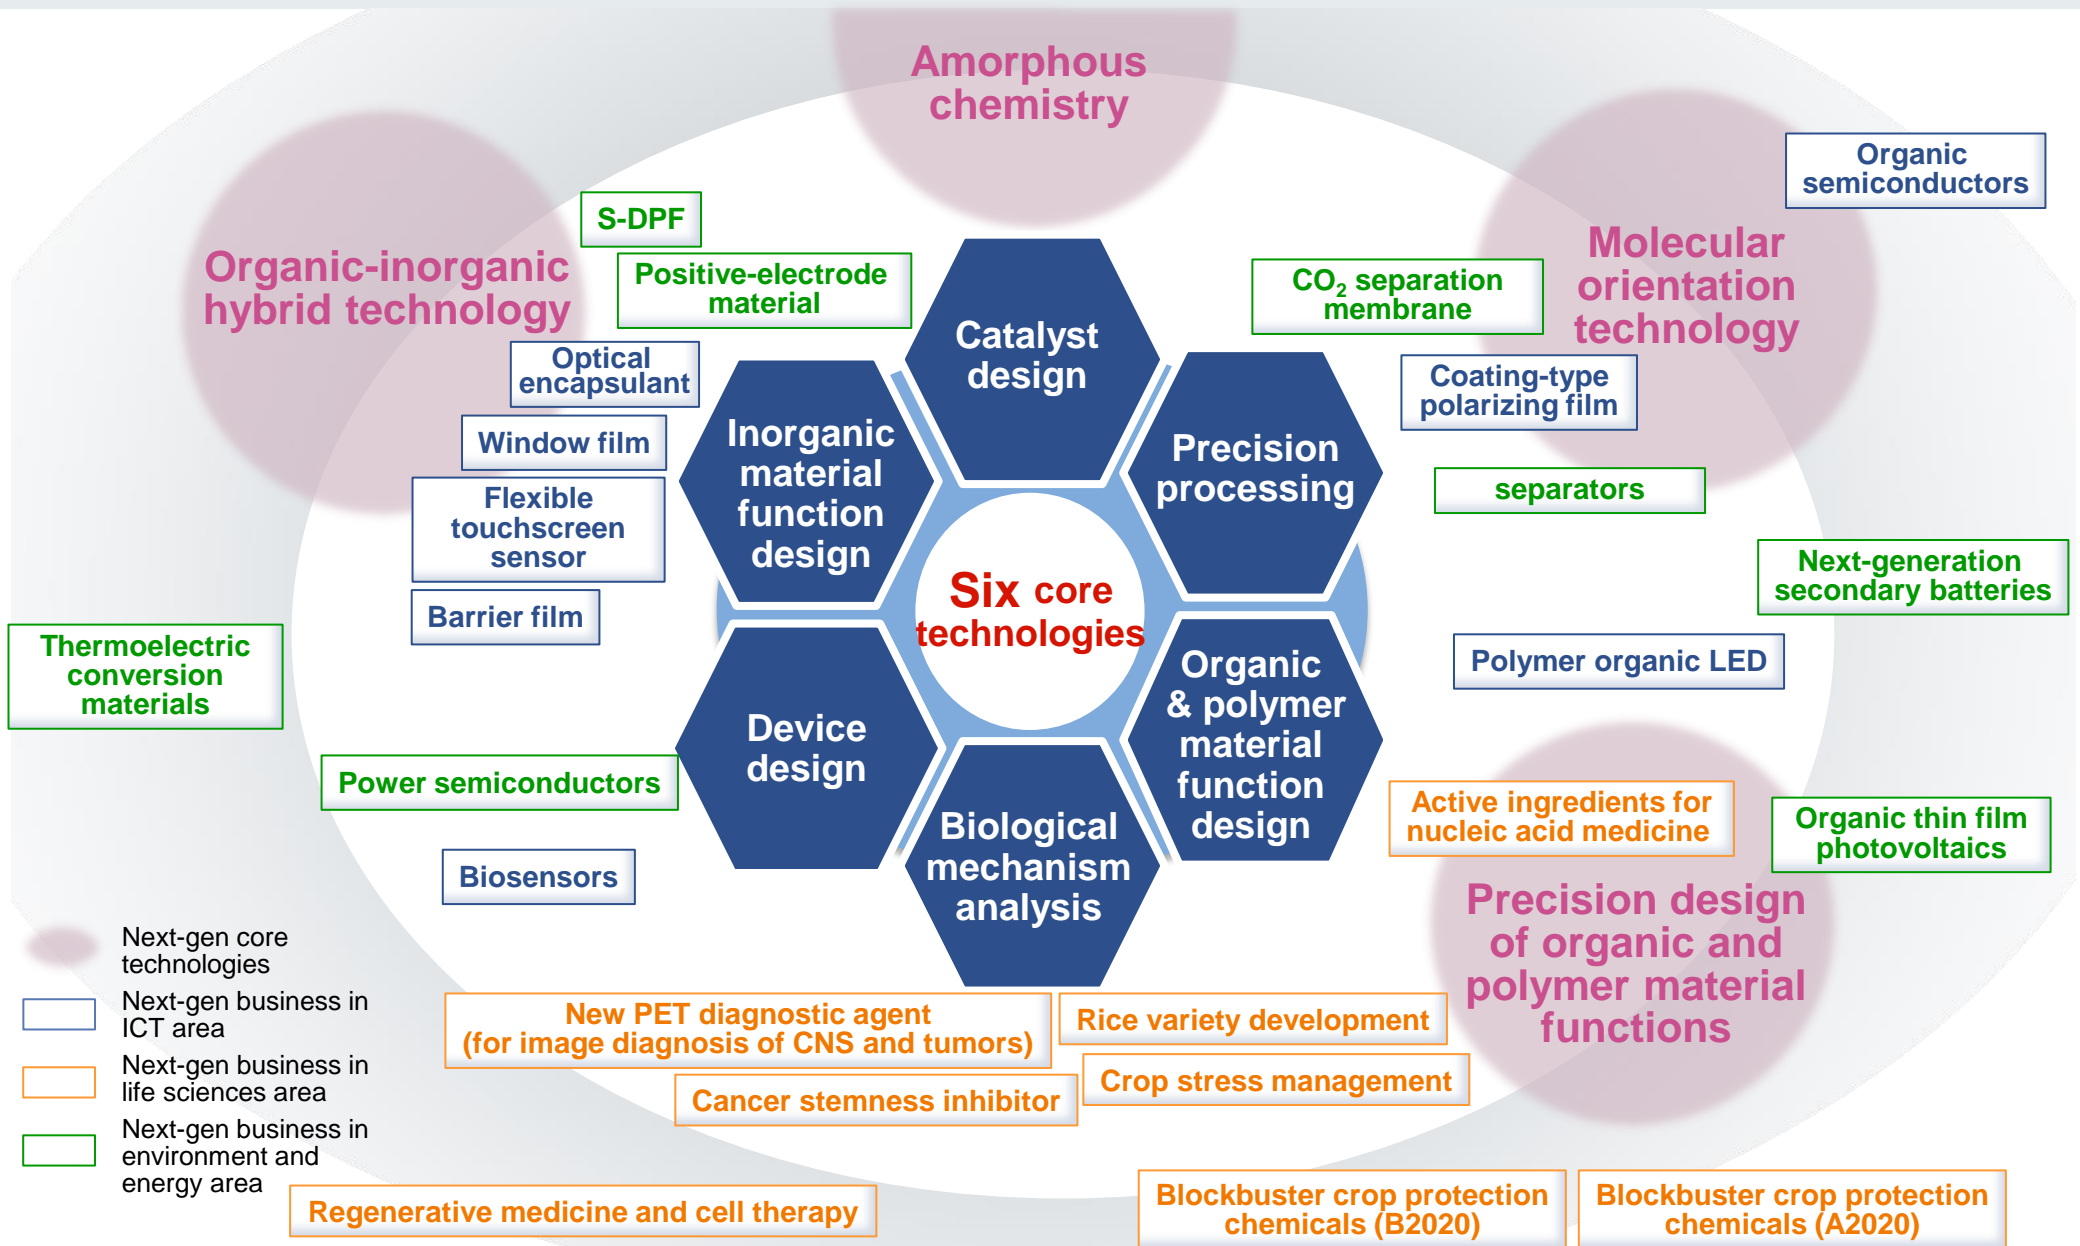 Amorphous
chemistry
Organic
semiconductors
S-DPF
Organic-inorganic
hybrid technology
Positive-electrode
material
Molecular
orientation
technology
CO₂ separation
membrane
Catalyst
design
Optical
encapsulant
Coating-type
polarizing film
Window film
Inorganic
material
function
design
Precision
processing
Flexible
touchscreen
sensor
separators
Barrier film
Six core
technologies
Next-generation
secondary batteries
Thermoelectric
conversion
materials
Polymer organic LED
Organic
& polymer
material
function
design
Device
design
Power semiconductors
Active ingredients for
nucleic acid medicine
Organic thin film
photovoltaics
Biological
mechanism
analysis
Biosensors
Precision design
of organic and
polymer material
functions
Next-gen core
technologies
Next-gen business in
ICT area
Next-gen business in
life sciences area
Next-gen business in
environment and
energy area
New PET diagnostic agent
(for image diagnosis of CNS and tumors)
Rice variety development
Cancer stemness inhibitor
Crop stress management
Regenerative medicine and cell therapy
Blockbuster crop protection
chemicals (B2020)
Blockbuster crop protection
chemicals (A2020)